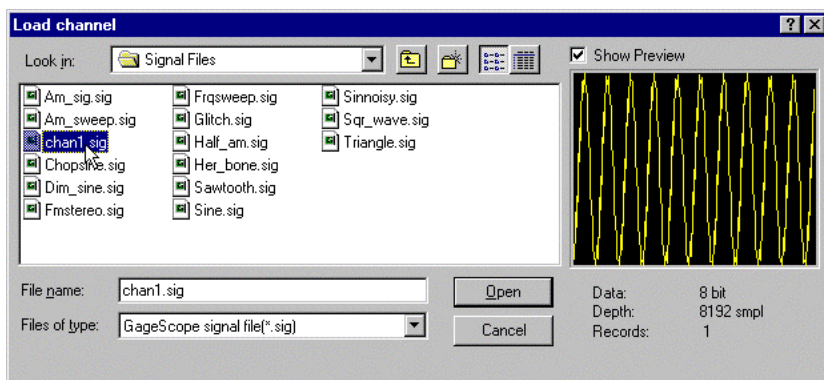 Load channel
Look in: Signal Files
Show Preview
Am_sig.sig
Am_sweep.sig
chan1.sig
Chopsine.sig
Dim_sine.sig
Fmstereo.sig
Frqsweep.sig
Glitch.sig
Half_am.sig
Her_bone.sig
Sawtooth.sig
Sine.sig
Sinnoisy.sig
Sqr_wave.sig
Triangle.sig
File name: chan1.sig
Open
Files of type: GageScope signal file(*.sig)
Cancel
Data: 8 bit
Depth: 8192 smpl
Records: 1